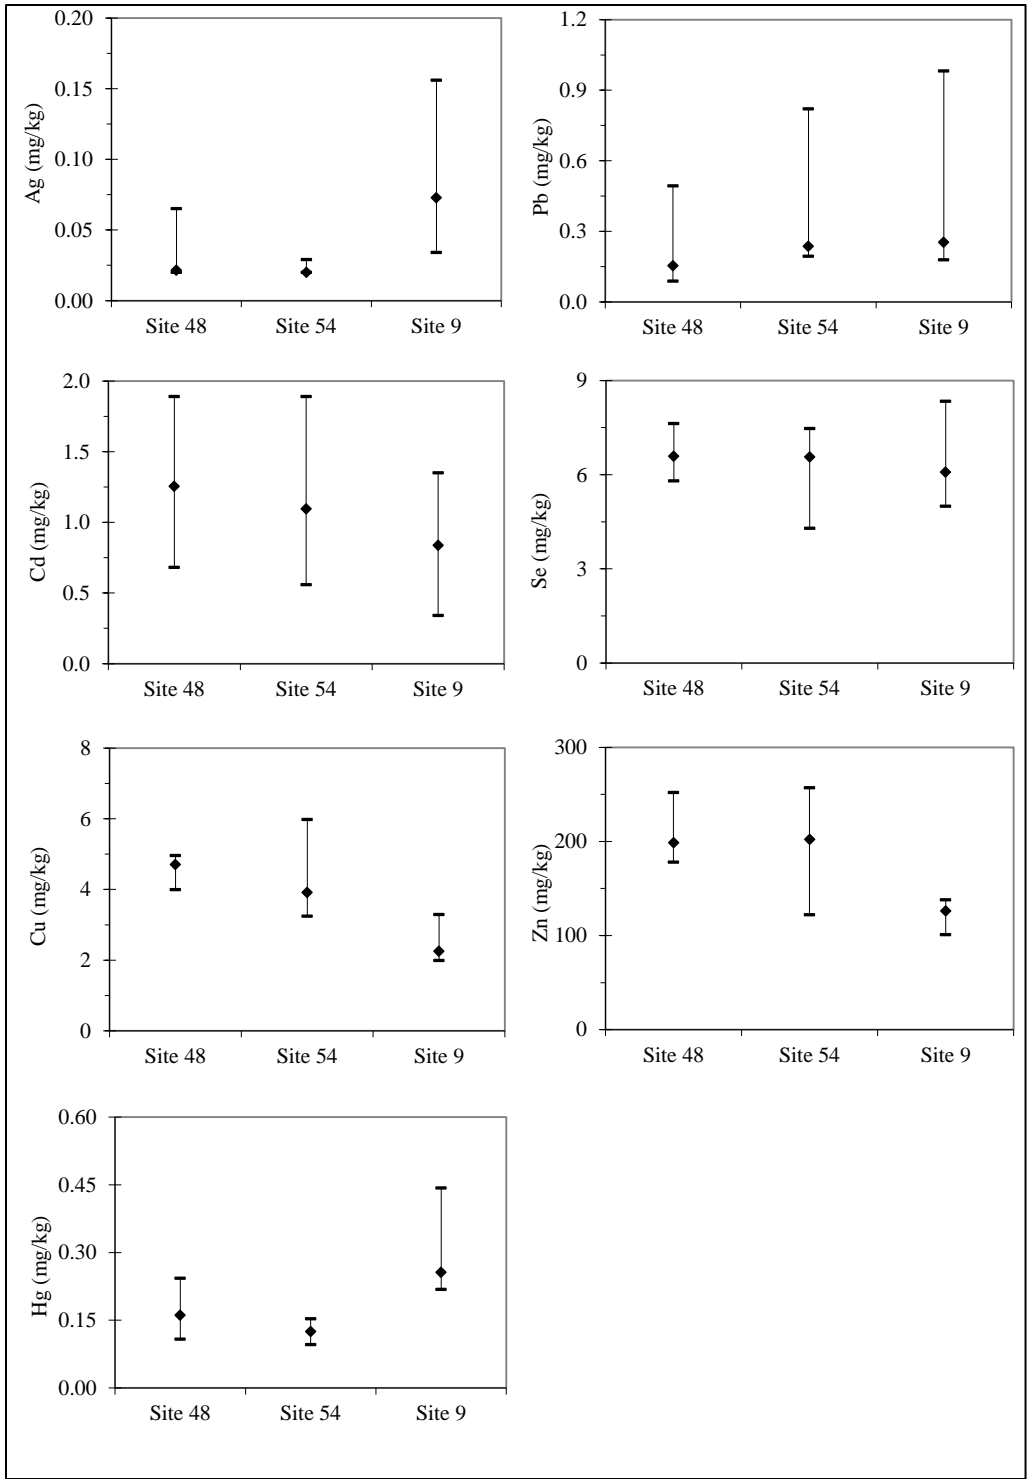 Ag (mg/kg)
0.20
0.15
0.10
0.05
0.00
Site 48 Site 54 Site 9
Pb (mg/kg)
1.2
0.9
0.6
0.3
0.0
Site 48 Site 54 Site 9
Cd (mg/kg)
2.0
1.5
1.0
0.5
0.0
Site 48 Site 54 Site 9
Se (mg/kg)
9
6
3
0
Site 48 Site 54 Site 9
Cu (mg/kg)
8
6
4
2
0
Site 48 Site 54 Site 9
Zn (mg/kg)
300
200
100
0
Site 48 Site 54 Site 9
Hg (mg/kg)
0.60
0.45
0.30
0.15
0.00
Site 48 Site 54 Site 9